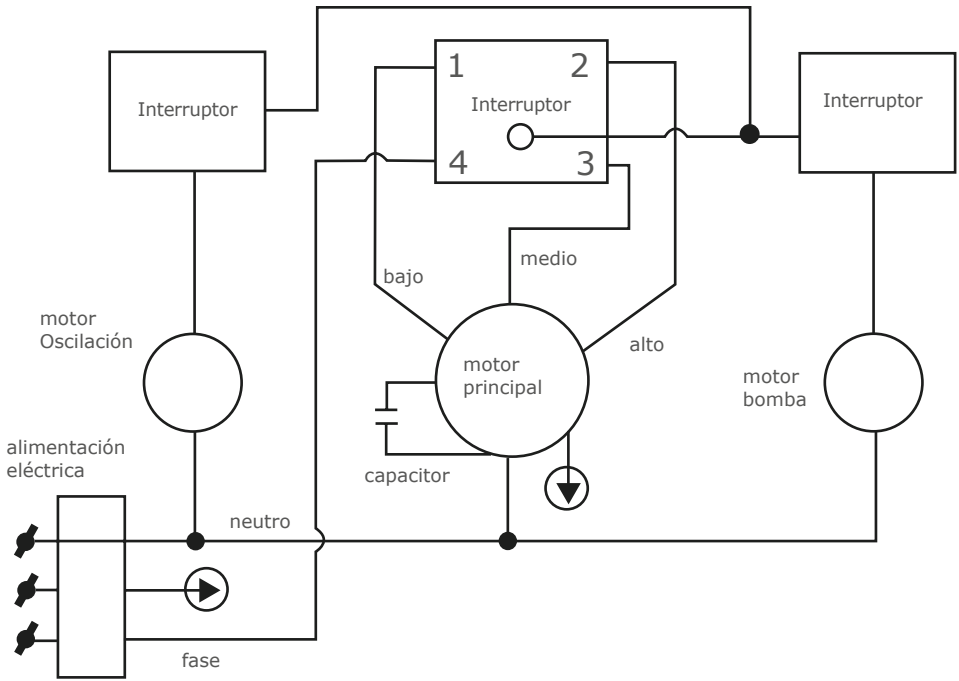 Interruptor
1
2
Interruptor
4
3
Interruptor
bajo
medio
alto
motor
Oscilación
motor
principal
motor
bomba
capacitor
alimentación
eléctrica
neutro
fase